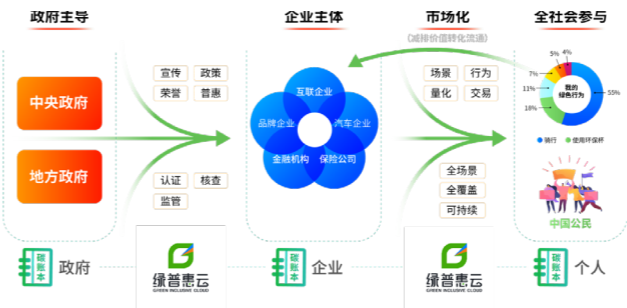 政府主导
企业主体
市场化
全社会参与
(减排价值转化流通)
中央政府
地方政府
宣传
政策
荣誉
普惠
认证
核查
监管
互联企业
品牌企业
汽车企业
金融机构
保险公司
场景
行为
量化
交易
全场景
全覆盖
可持续
5%
4%
7%
11%
18%
55%
我的
绿色行为
骑行
使用环保杯
中国公民
碳账本
政府
绿普惠云
GREEN INCLUSIVE CLOUD
碳账本
企业
绿普惠云
GREEN INCLUSIVE CLOUD
碳账本
个人